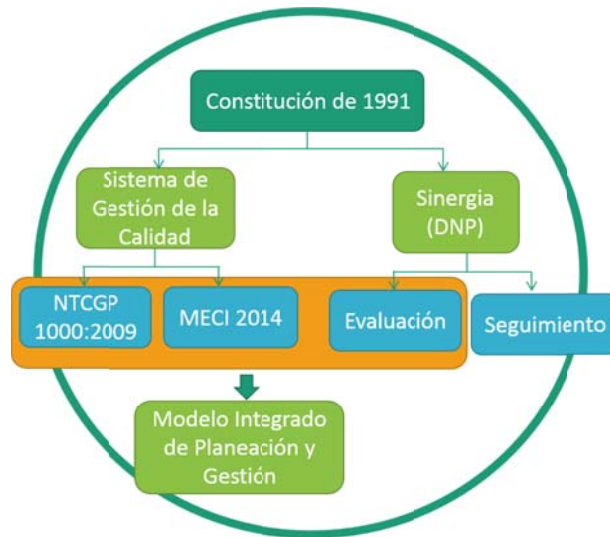 Constitución de 1991
Sistema de
Gestión de la
Calidad
Sinergia
(DNP)
NTCGP
1000:2009
MECI 2014
Evaluación
Seguimiento
Modelo Integrado
de Planeación y
Gestión